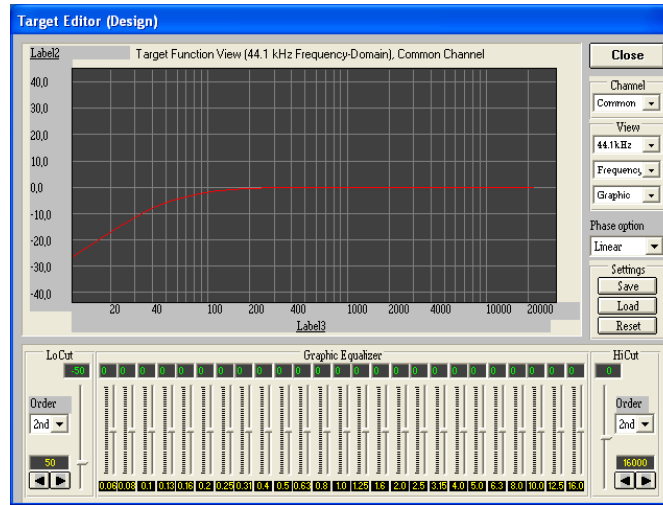 Target Editor (Design)
Label2
Target Function View (44.1 kHz Frequency-Domain), Common Channel
Close
40,0
30,0
20,0
10,0
0,0
-10,0
-20,0
-30,0
-40,0
20 40 100 200 400 1000 2000 4000 10000 20000
Label3
Channel
Common
View
44.1kHz
Frequency
Graphic
Phase option
Linear
Settings
Save
Load
Reset
LoCut
-50
Order
2nd
50
Graphic Equalizer
0 0 0 0 0 0 0 0 0 0 0 0 0 0 0 0 0 0 0 0 0 0 0 0 0
0.06 0.08 0.1 0.13 0.16 0.2 0.25 0.31 0.4 0.5 0.63 0.8 1.0 1.25 1.6 2.0 2.5 3.15 4.0 5.0 6.3 8.0 10.0 12.5 16.0
HiCut
0
Order
2nd
16000